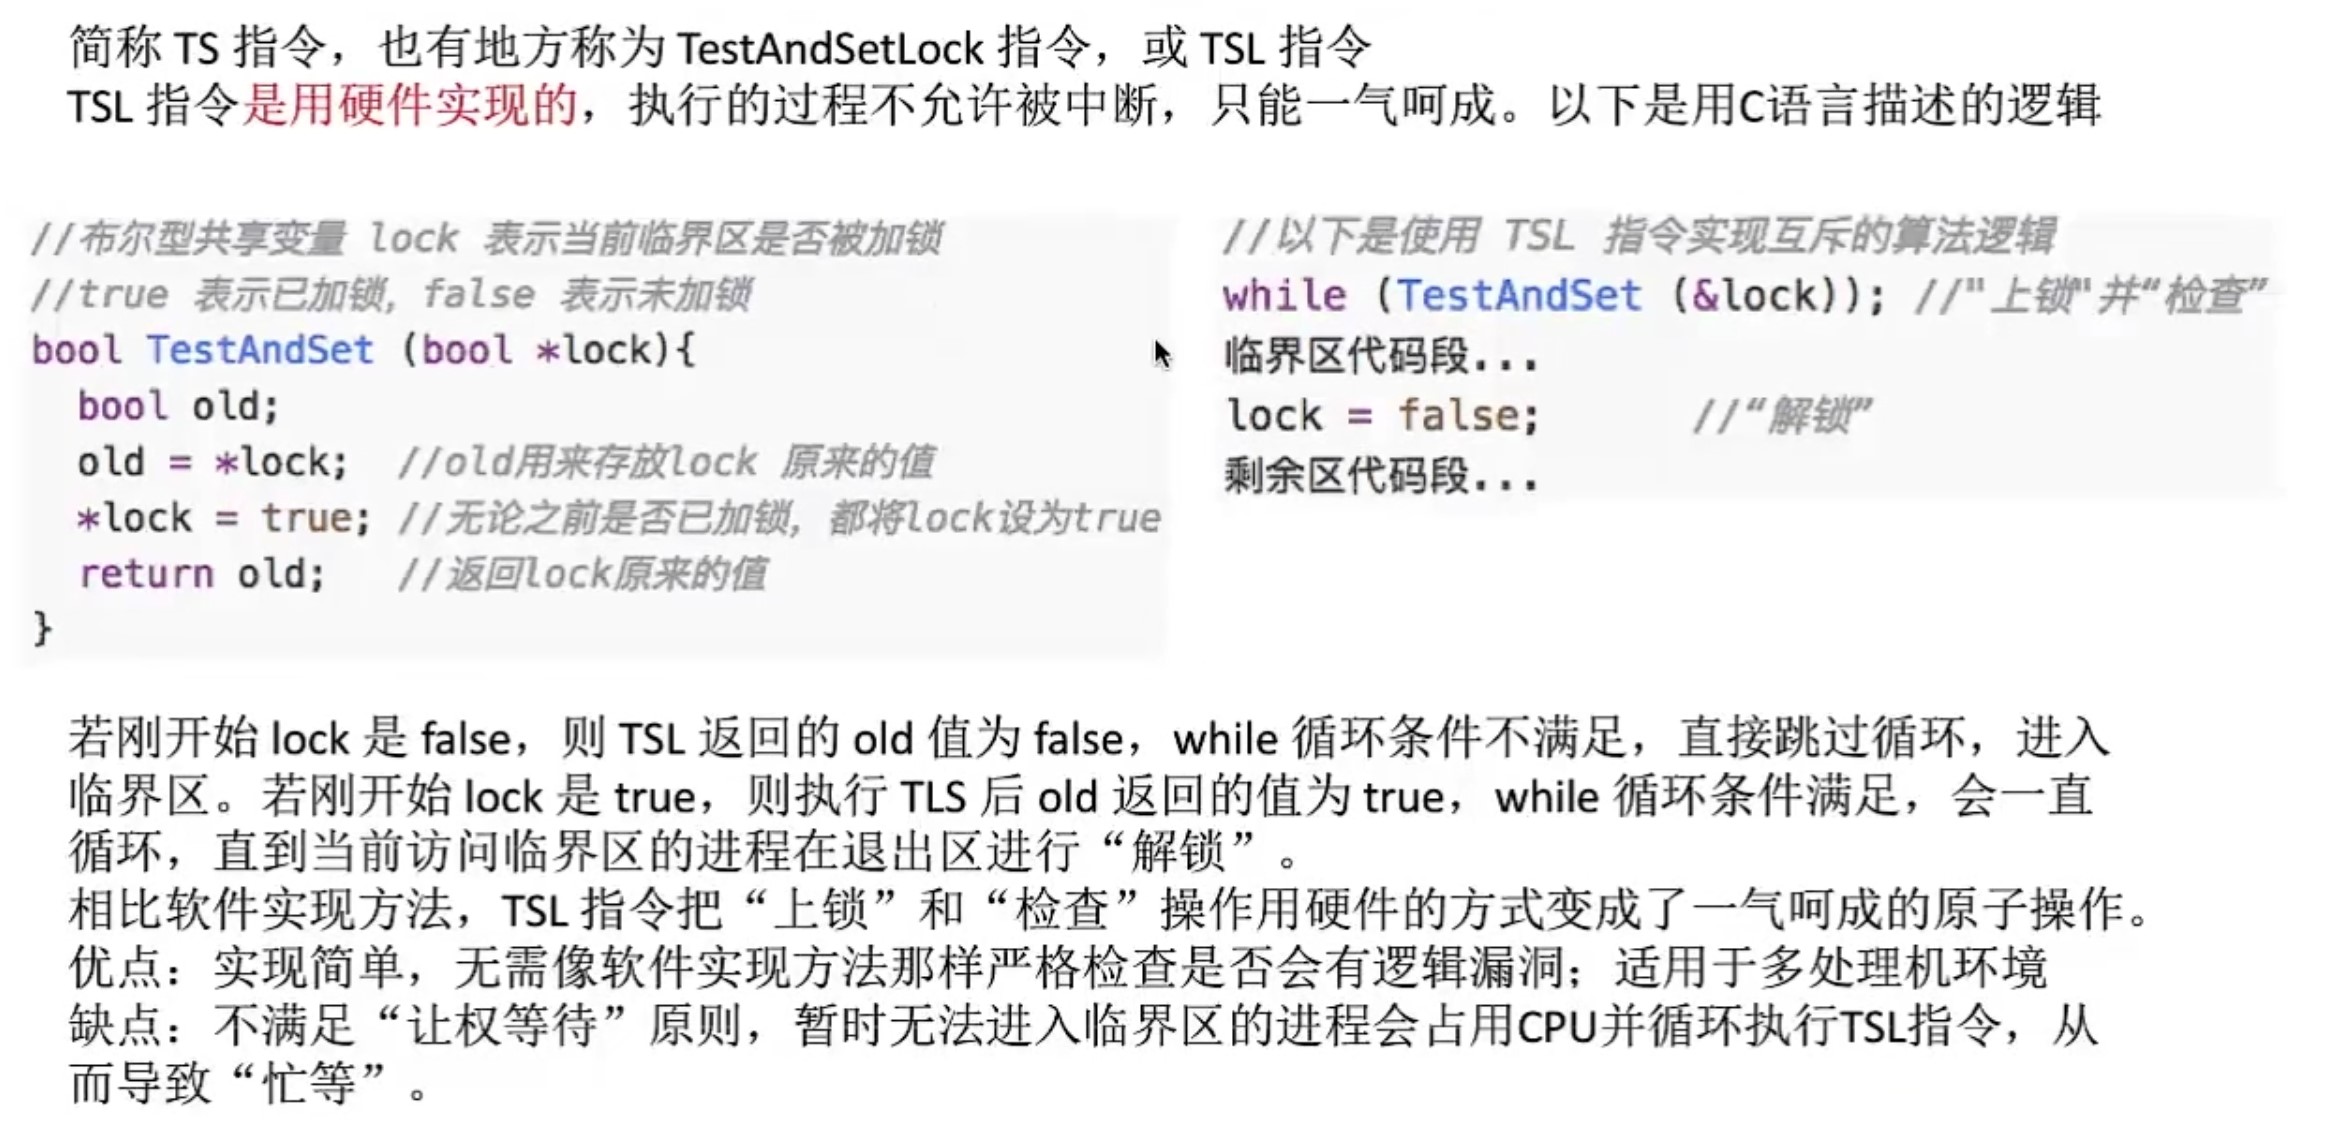 简称 TS 指令，也有地方称为 TestAndSetLock 指令，或 TSL 指令
TSL 指令是用硬件实现的，执行的过程不允许被中断，只能一气呵成。以下是用C语言描述的逻辑
//布尔型共享变量 lock 表示当前临界区是否被加锁
//true 表示已加锁，false 表示未加锁
bool TestAndSet (bool *lock){
bool old;
old = *lock; //old用来存放lock 原来的值
*lock = true; //无论之前是否已加锁，都将lock设为true
return old; //返回lock原来的值
}
//以下是使用 TSL 指令实现互斥的算法逻辑
while (TestAndSet (&lock)); //"上锁"并“检查”
临界区代码段...
lock = false; //“解锁”
剩余区代码段...
若刚开始 lock 是 false，则 TSL 返回的 old 值为 false，while 循环条件不满足，直接跳过循环，进入
临界区。若刚开始 lock 是 true，则执行 TLS 后 old 返回的值为 true，while 循环条件满足，会一直
循环，直到当前访问临界区的进程在退出区进行“解锁”。
相比软件实现方法，TSL 指令把“上锁”和“检查”操作用硬件的方式变成了一气呵成的原子操作。
优点：实现简单，无需像软件实现方法那样严格检查是否会有逻辑漏洞；适用于多处理机环境
缺点：不满足“让权等待”原则，暂时无法进入临界区的进程会占用CPU并循环执行TSL指令，从
而导致“忙等”。